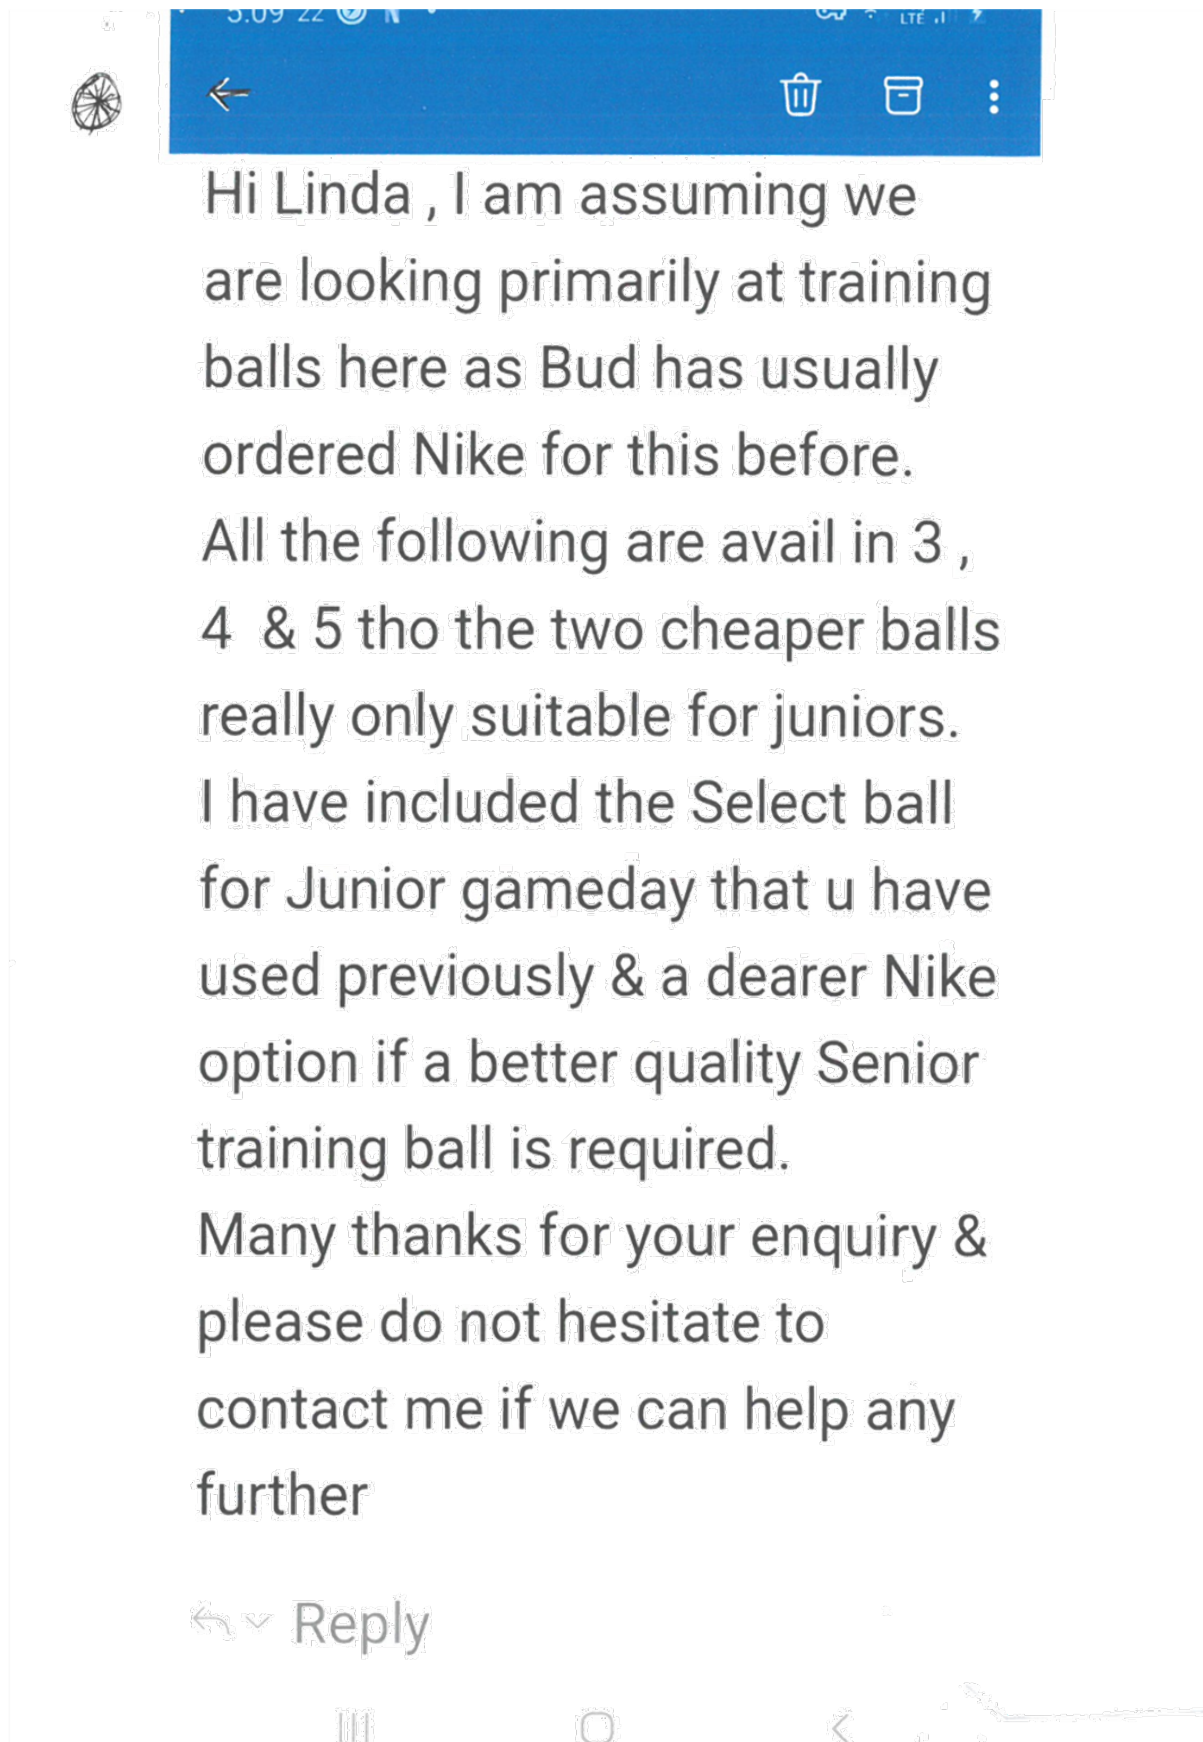 Hi Linda , I am assuming we
are looking primarily at training
balls here as Bud has usually
ordered Nike for this before.
All the following are avail in 3 ,
4 & 5 tho the two cheaper balls
really only suitable for juniors.
I have included the Select ball
for Junior gameday that u have
used previously & a dearer Nike
option if a better quality Senior
training ball is required.
Many thanks for your enquiry &
please do not hesitate to
contact me if we can help any
further
Reply